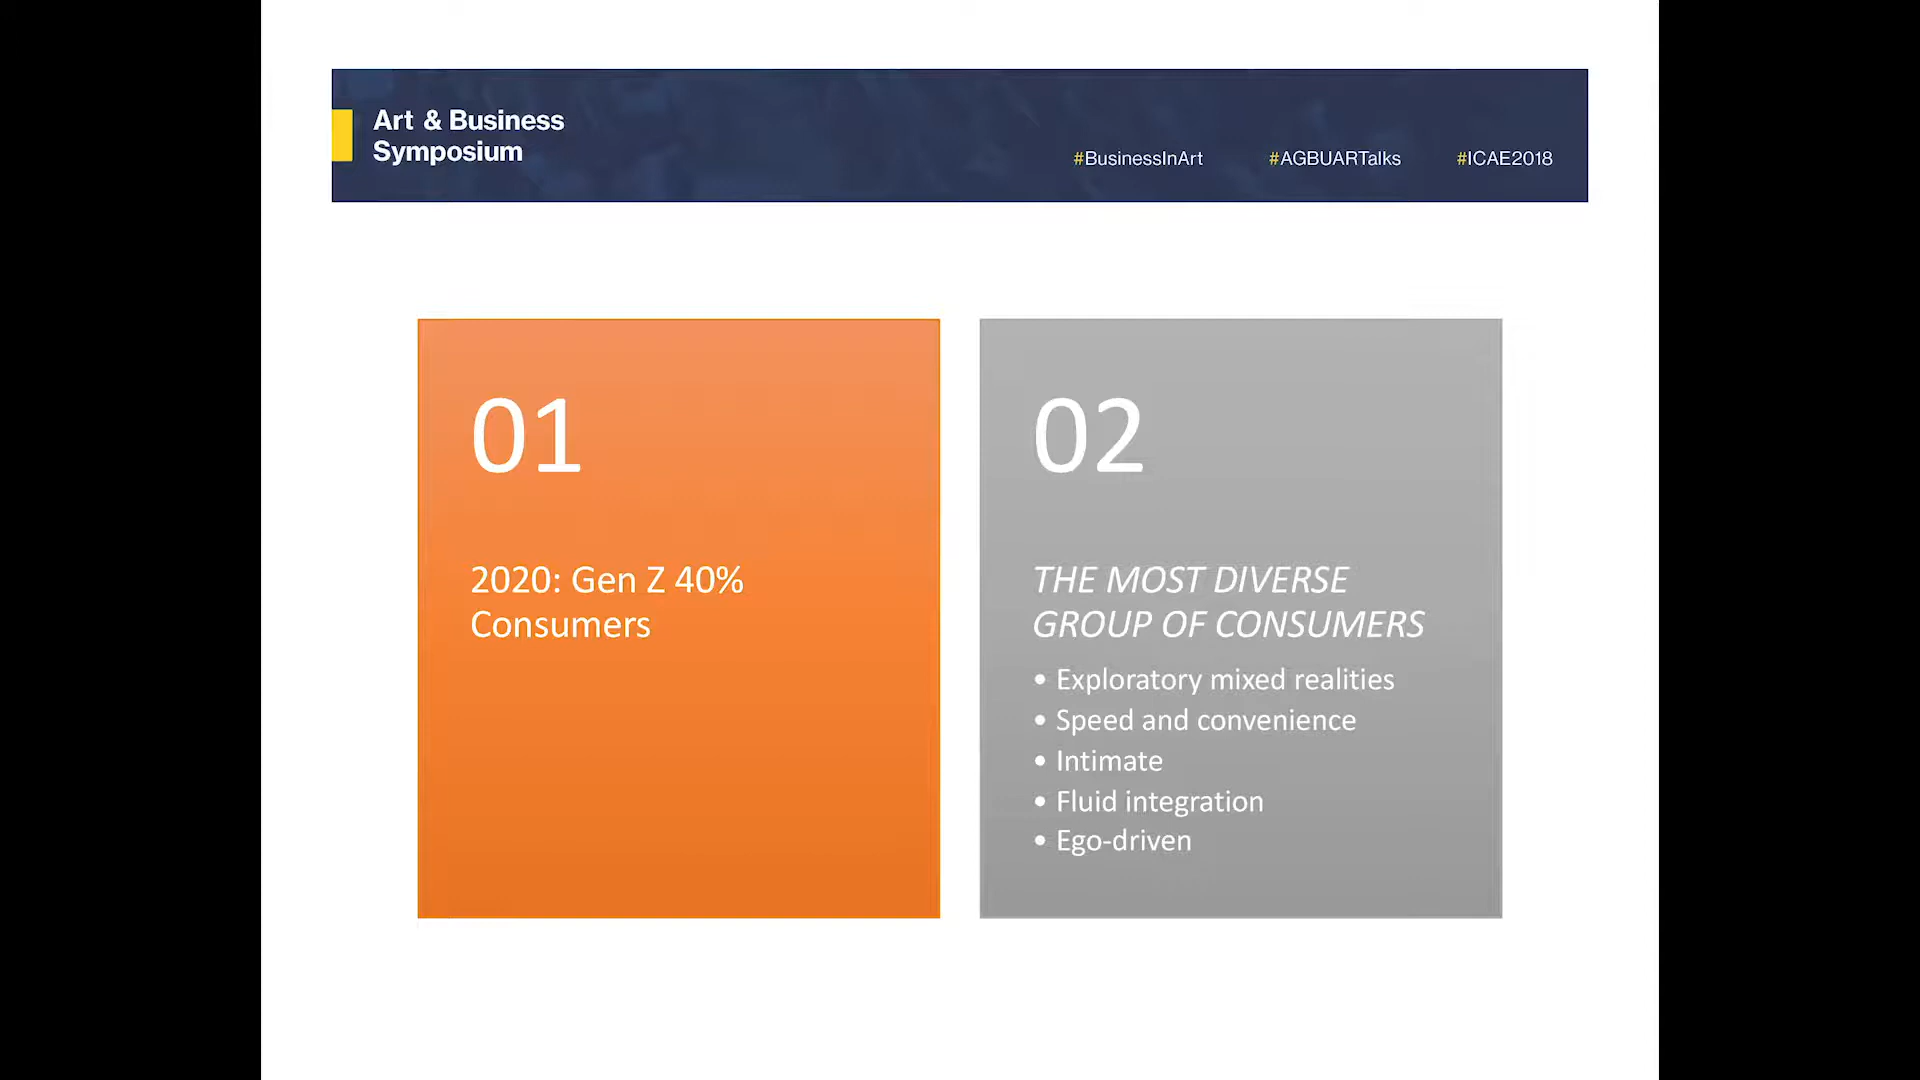 Art & Business
Symposium
#BusinessInArt #AGBUARTalks #ICAE2018
01
2020: Gen Z 40%
Consumers
02
THE MOST DIVERSE
GROUP OF CONSUMERS
• Exploratory mixed realities
• Speed and convenience
• Intimate
• Fluid integration
• Ego-driven